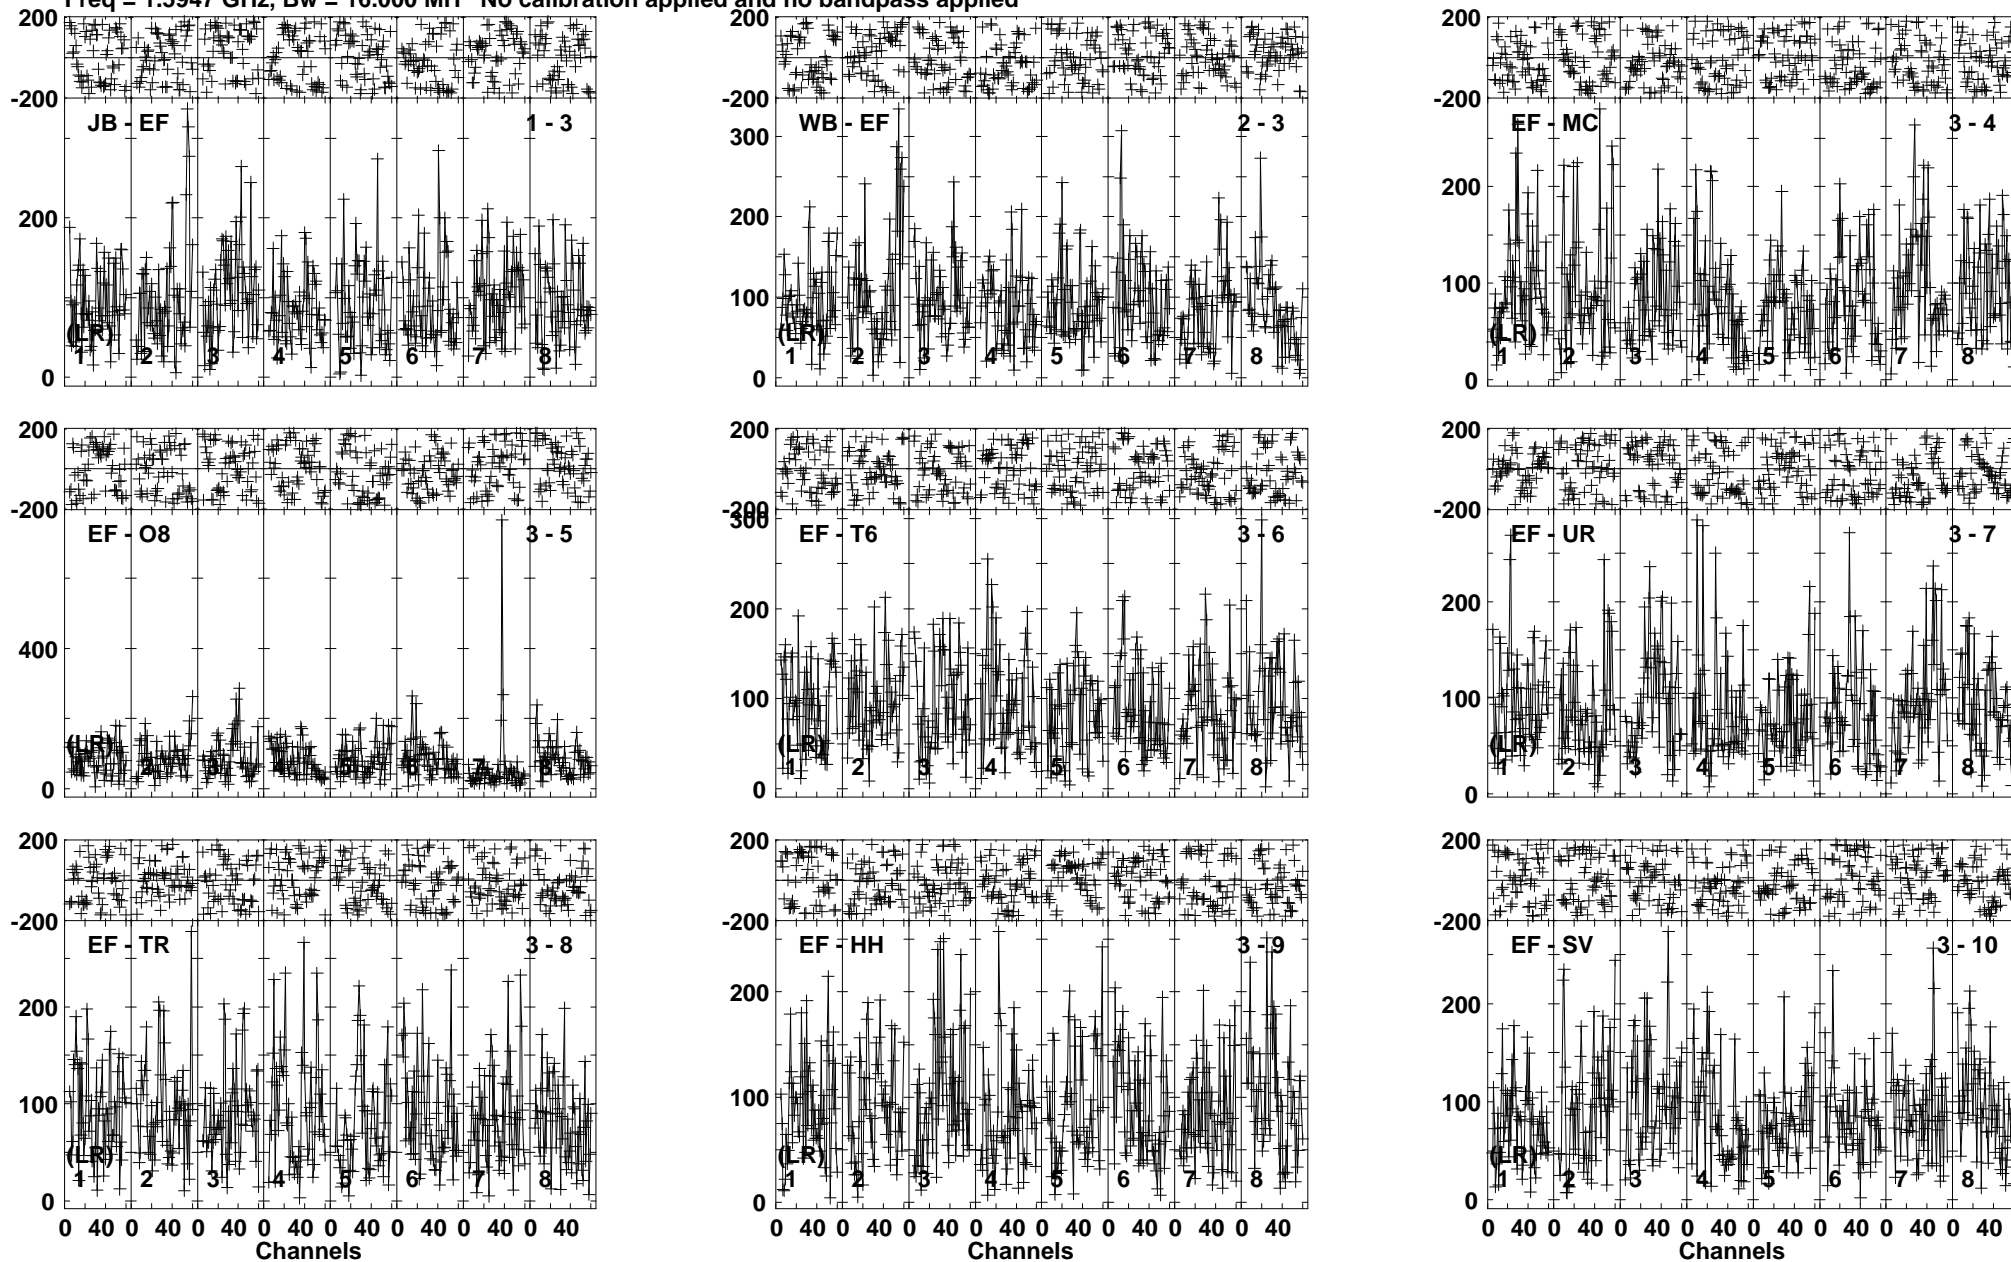 Freq = 1.5947 GHz, Bw = 16.000 MH No calibration applied and no bandpass applied
200 200 200
-200 -200 -200
JB - EF 1 - 3 WB - EF 2 - 3 EF - MC 3 - 4
300
200 200 200
100 100
(LR) (LR) (LR)
1 2 3 4 5 6 7 8 1 2 3 4 5 6 7 8 1 2 3 4 5 6 7 8
0 0 0
200 200 200
-200 -200 -200
300
EF - O8 3 - 5 EF - T6 3 - 6 EF - UR 3 - 7
400 200 200
100 100
(LR) (LR) (LR)
1 2 3 4 5 6 7 8 1 2 3 4 5 6 7 8 1 2 3 4 5 6 7 8
0 0 0
200 200 200
-200 -200 -200
EF - TR 3 - 8 EF - HH 3 - 9 EF - SV 3 - 10
200 200 200
100 100 100
(LR) (LR) (LR)
1 2 3 4 5 6 7 8 1 2 3 4 5 6 7 8 1 2 3 4 5 6 7 8
0 0 0
0 40 0 40 0 40 0 40 0 40 0 40 0 40 0 40 0 40 0 40 0 40 0 40 0 40 0 40 0 40 0 40 0 40 0 40 0 40 0 40 0 40 0 40 0 40 0 40
Channels Channels Channels